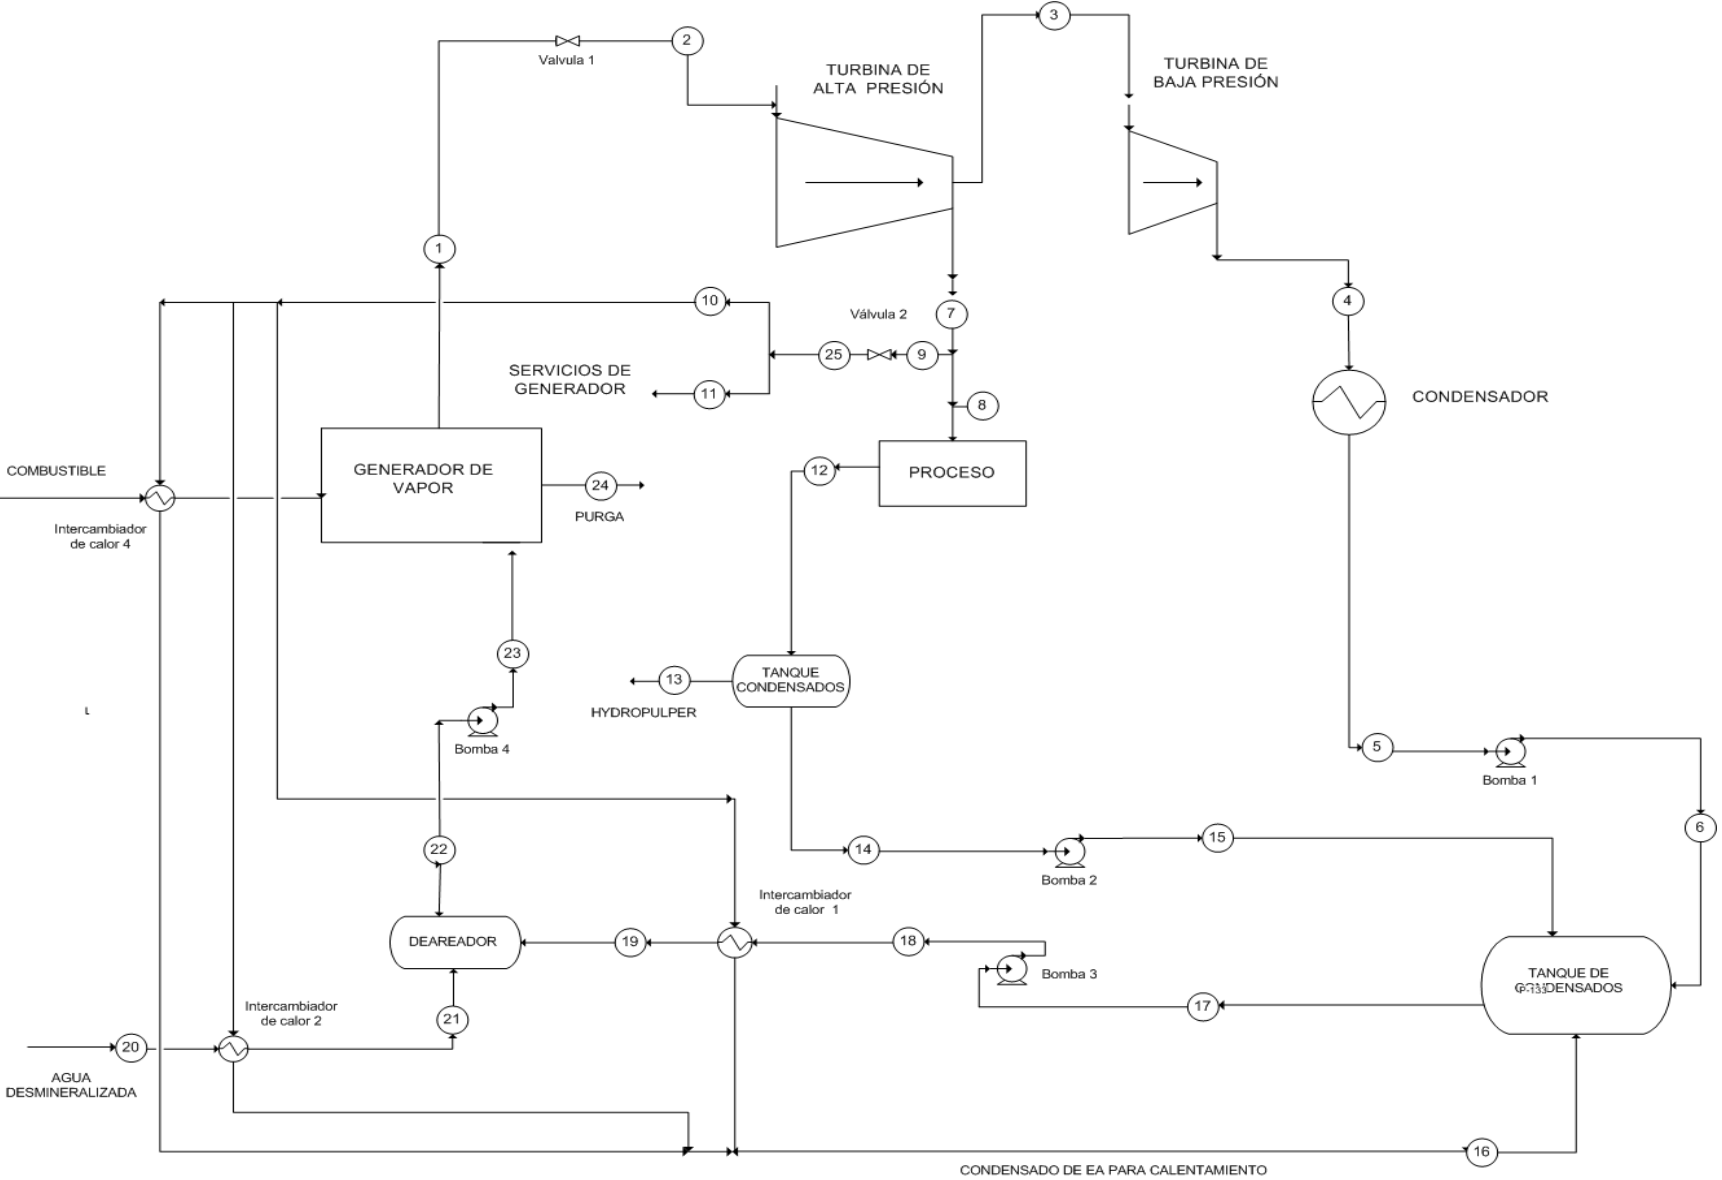 3
2
Valvula 1
TURBINA DE
ALTA PRESIÓN
TURBINA DE
BAJA PRESIÓN
1
10
Válvula 2
7
4
SERVICIOS DE
GENERADOR
25
9
11
8
CONDENSADOR
COMBUSTIBLE
GENERADOR DE
VAPOR
24
PURGA
12
PROCESO
Intercambiador
de calor 4
23
13
TANQUE
CONDENSADOS
HYDROPULPER
L
Bomba 4
5
Bomba 1
6
22
14
15
Bomba 2
Intercambiador
de calor 1
DEAREADOR
19
18
Bomba 3
TANQUE DE
CONDENSADOS
17
Intercambiador
de calor 2
21
20
AGUA
DESMINERALIZADA
16
CONDENSADO DE EA PARA CALENTAMIENTO